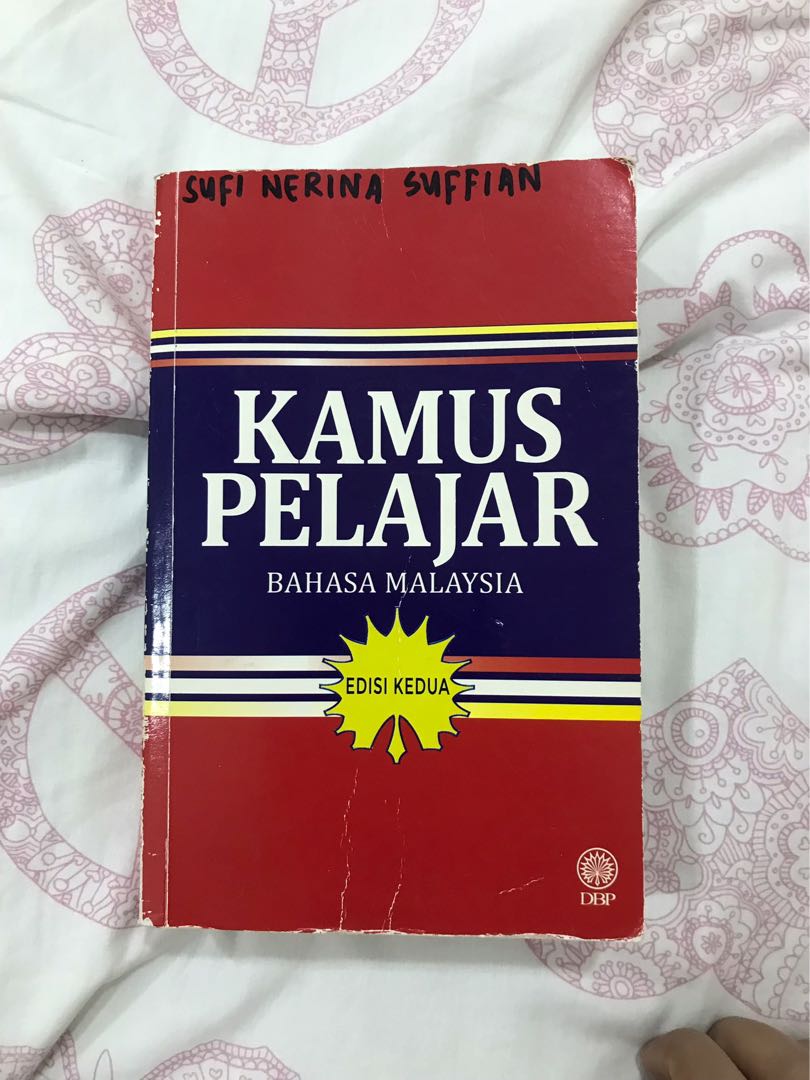 SUFI NERINA SUFFIAN
KAMUS
PELAJAR
BAHASA MALAYSIA
EDISI KEDUA
DBP